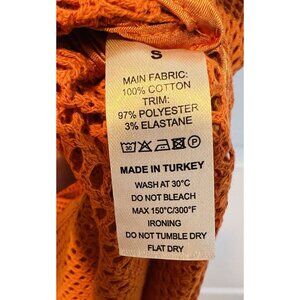 S
MAIN FABRIC:
100% COTTON
TRIM:
97% POLYESTER
3% ELASTANE
30
MADE IN TURKEY
WASH AT 30°C
DO NOT BLEACH
MAX 150°C/300°F
IRONING
DO NOT TUMBLE DRY
FLAT DRY